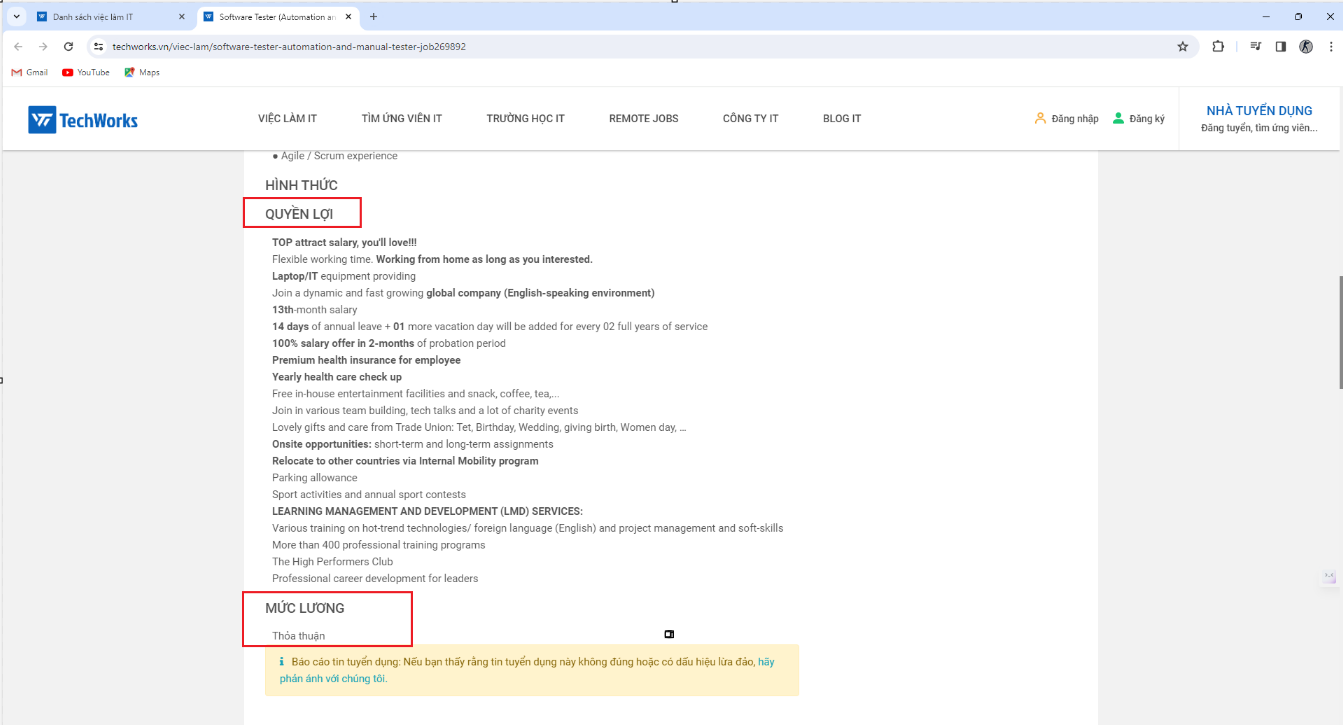 Danh sách việc làm IT
Software Tester (Automation an
techworks.vn/viec-lam/software-tester-automation-and-manual-tester-job269892
Gmail YouTube Maps
TechWorks
VIỆC LÀM IT TÌM ỨNG VIÊN IT TRƯỜNG HỌC IT REMOTE JOBS CÔNG TY IT BLOG IT
Đăng nhập Đăng ký
NHÀ TUYỂN DỤNG
Đăng tuyển, tìm ứng viên...
● Agile / Scrum experience
HÌNH THỨC
QUYỀN LỢI
TOP attract salary, you'll love!!!
Flexible working time. Working from home as long as you interested.
Laptop/IT equipment providing
Join a dynamic and fast growing global company (English-speaking environment)
13th-month salary
14 days of annual leave + 01 more vacation day will be added for every 02 full years of service
100% salary offer in 2-months of probation period
Premium health insurance for employee
Yearly health care check up
Free in-house entertainment facilities and snack, coffee, tea,...
Join in various team building, tech talks and a lot of charity events
Lovely gifts and care from Trade Union: Tet, Birthday, Wedding, giving birth, Women day, …
Onsite opportunities: short-term and long-term assignments
Relocate to other countries via Internal Mobility program
Parking allowance
Sport activities and annual sport contests
LEARNING MANAGEMENT AND DEVELOPMENT (LMD) SERVICES:
Various training on hot-trend technologies/ foreign language (English) and project management and soft-skills
More than 400 professional training programs
The High Performers Club
Professional career development for leaders
MỨC LƯƠNG
Thỏa thuận
Báo cáo tin tuyển dụng: Nếu bạn thấy rằng tin tuyển dụng này không đúng hoặc có dấu hiệu lừa đảo, hãy
phản ánh với chúng tôi.